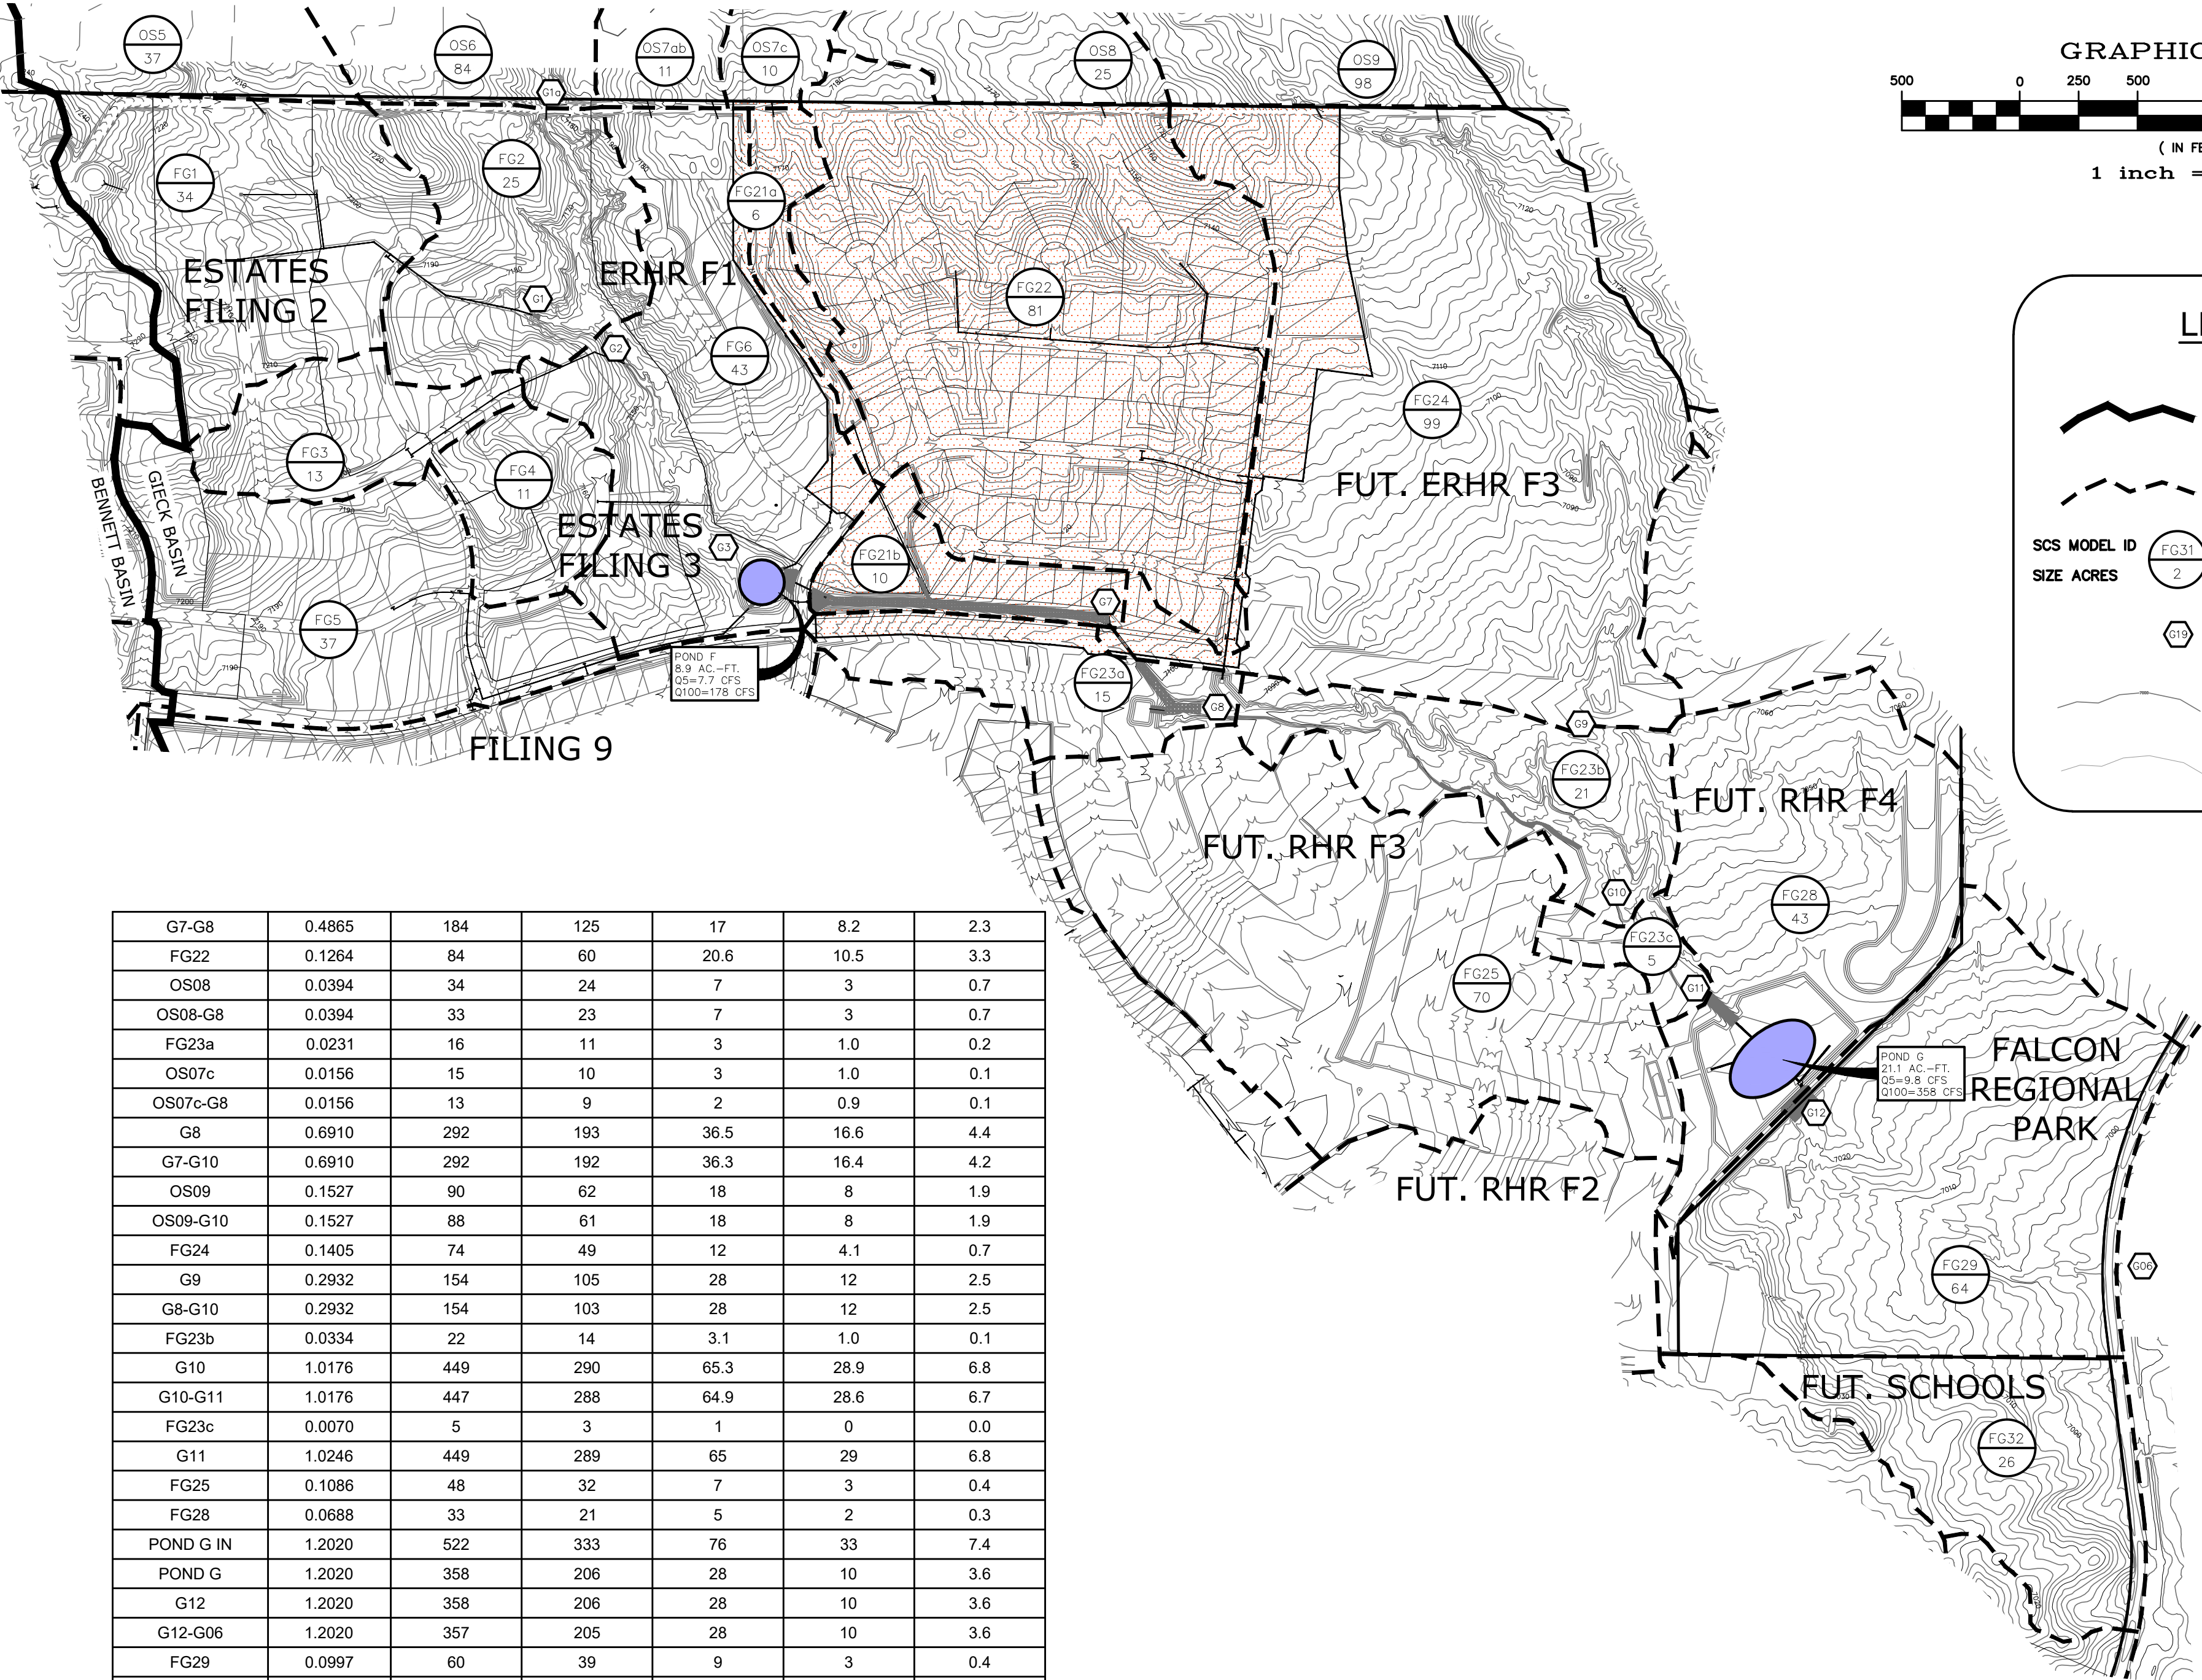 OS5
37
OS6
84
OS7ab
11
OS7c
10
OS8
25
OS9
98
GRAPHIC
500 0 250 500
( IN FE
1 inch =
G1a
FG1
34
FG2
25
FG21a
6
ESTATES
FILING 2
ERHR F1
FG22
81
G1
G2
FG6
43
FG24
99
FUT. ERHR F3
FG3
13
FG4
11
GIECK BASIN
BENNETT BASIN
ESTATES
FILING 3
G3
FG21b
10
G7
FG5
37
POND F
8.9 AC.-FT.
Q5=7.7 CFS
Q100=178 CFS
FG23a
15
G8
G9
FILING 9
FG23b
21
FUT. RHR F4
FUT. RHR F3
SCS MODEL ID
SIZE ACRES
FG31
2
G19
G10
FG28
43
FG23c
5
FG25
70
G11
POND G
21.1 AC.-FT.
Q5=9.8 CFS
Q100=358 CFS
FALCON
REGIONAL
PARK
G12
FUT. RHR F2
FG29
64
G06
FUT. SCHOOLS
FG32
26
G7-G8 0.4865 184 125 17 8.2 2.3
FG22 0.1264 84 60 20.6 10.5 3.3
OS08 0.0394 34 24 7 3 0.7
OS08-G8 0.0394 33 23 7 3 0.7
FG23a 0.0231 16 11 3 1.0 0.2
OS07c 0.0156 15 10 3 1.0 0.1
OS07c-G8 0.0156 13 9 2 0.9 0.1
G8 0.6910 292 193 36.5 16.6 4.4
G7-G10 0.6910 292 192 36.3 16.4 4.2
OS09 0.1527 90 62 18 8 1.9
OS09-G10 0.1527 88 61 18 8 1.9
FG24 0.1405 74 49 12 4.1 0.7
G9 0.2932 154 105 28 12 2.5
G8-G10 0.2932 154 103 28 12 2.5
FG23b 0.0334 22 14 3.1 1.0 0.1
G10 1.0176 449 290 65.3 28.9 6.8
G10-G11 1.0176 447 288 64.9 28.6 6.7
FG23c 0.0070 5 3 1 0 0.0
G11 1.0246 449 289 65 29 6.8
FG25 0.1086 48 32 7 3 0.4
FG28 0.0688 33 21 5 2 0.3
POND G IN 1.2020 522 333 76 33 7.4
POND G 1.2020 358 206 28 10 3.6
G12 1.2020 358 206 28 10 3.6
G12-G06 1.2020 357 205 28 10 3.6
FG29 0.0997 60 39 9 3 0.4